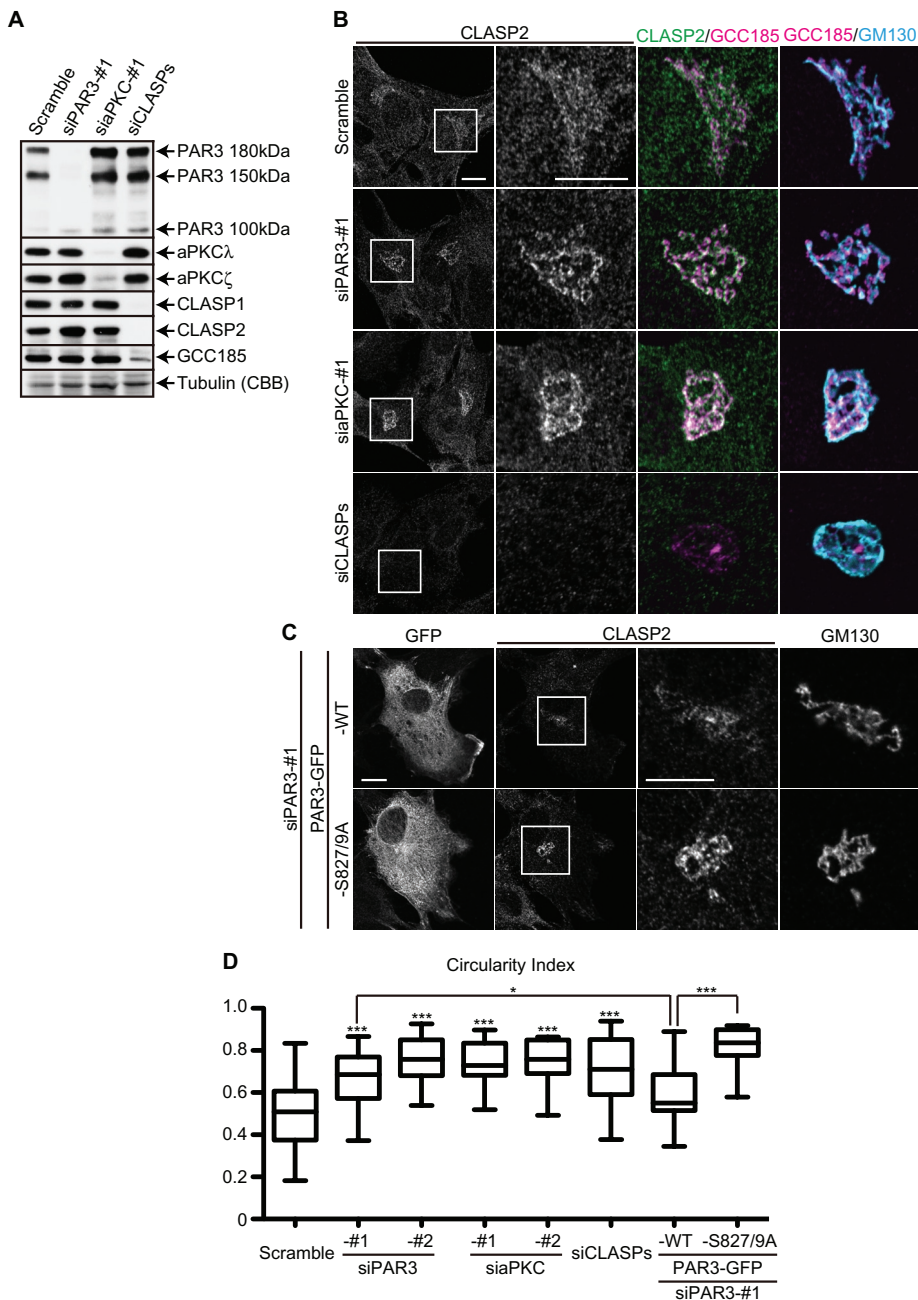 A
Scramble
siPAR3-#1
siaPKC-#1
siCLASPs
PAR3 180kDa
PAR3 150kDa
PAR3 100kDa
aPKCλ
aPKCζ
CLASP1
CLASP2
GCC185
Tubulin (CBB)
B
CLASP2
CLASP2/GCC185
GCC185/GM130
Scramble
siPAR3-#1
siaPKC-#1
siCLASPs
C
GFP
CLASP2
GM130
siPAR3-#1
PAR3-GFP
-WT
-S827/9A
D
Circularity Index
*
***
***
***
***
***
***
1.0
0.8
0.6
0.4
0.2
0
Scramble
-#1
-#2
-#1
-#2
siCLASPs
-WT
-S827/9A
siPAR3
siaPKC
PAR3-GFP
siPAR3-#1